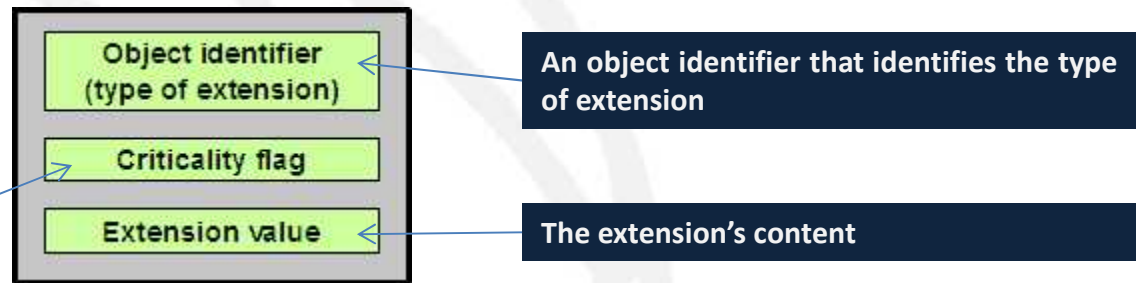 Object identifier
(type of extension)
An object identifier that identifies the type
of extension
Criticality flag
Extension value
The extension’s content